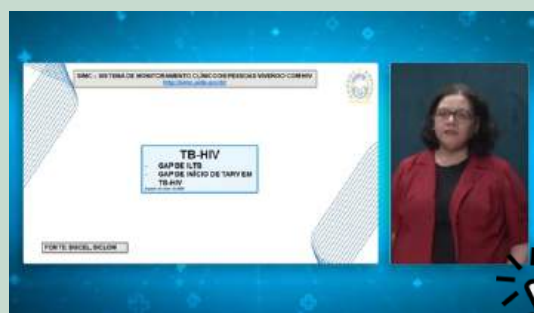 SIMC - SISTEMA DE MONITORAMENTO CLÍNICO DE PESSOAS VIVENDO COM HIV
TB-HIV
GAP DE ILTB
GAP DE INÍCIO DE TARV EM
TB-HIV
FONTE: SISCEL, SICLOM